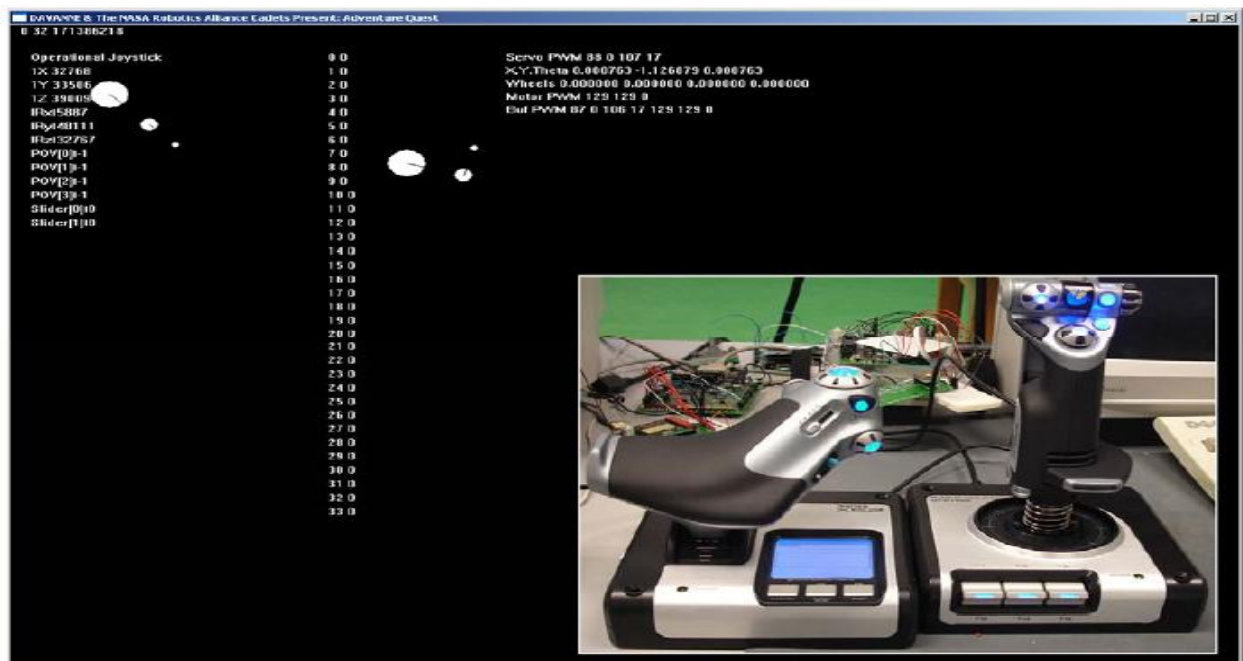 DAVANNE & The NASA Robotics Alliance Cadets Present: Adventure Quest
0 32 171386218
Operational Joystick
1X 32768
1Y 33506
1Z 39009
POV[0]:-1
POV[1]:-1
POV[2]:-1
POV[3]:-1
Slider[0]:0
Slider[1]:0
0 0
1 0
2 0
3 0
4 0
5 0
6 0
7 0
8 0
9 0
10 0
11 0
12 0
13 0
14 0
15 0
16 0
17 0
18 0
19 0
20 0
21 0
22 0
23 0
24 0
25 0
26 0
27 0
28 0
29 0
30 0
31 0
32 0
33 0
Servo PWM 88 0 107 17
X,Y,Theta 0.000763 -1.126079 0.000763
Wheels 0.000000 0.000000 0.000000 0.000000
Motor PWM 129 129 0
Buf PWM 87 0 106 17 129 129 0